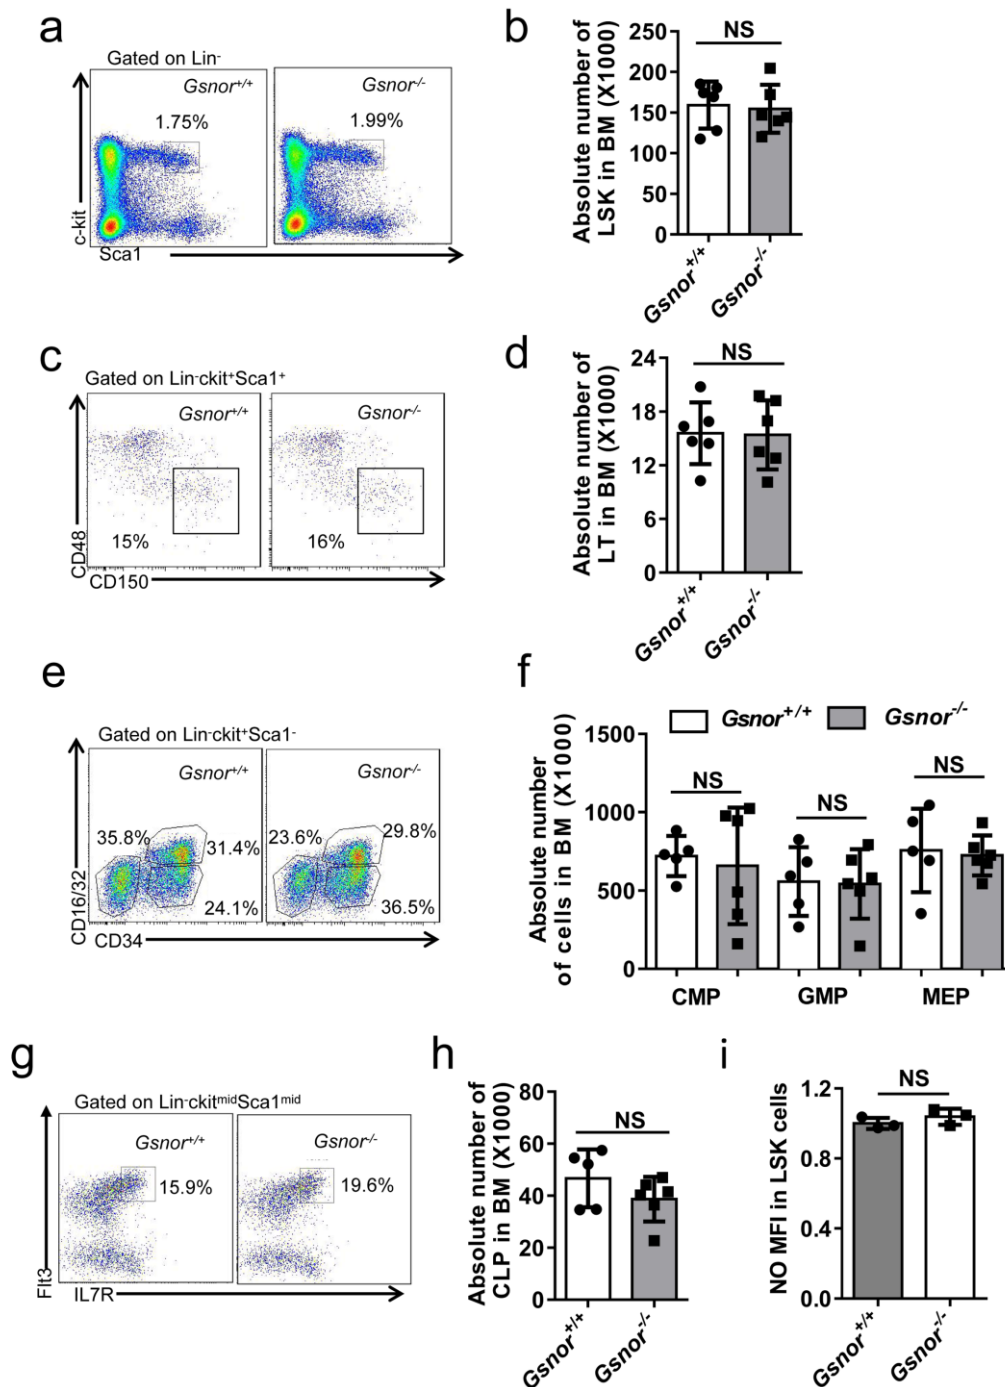 a
Gated on Lin-
Gsnor+/+
Gsnor-/-
1.75%
1.99%
c-kit
Sca1
b
NS
Absolute number of
LSK in BM (X1000)
250
200
150
100
50
0
Gsnor+/+
Gsnor-/-
c
Gated on Lin-ckit+Sca1+
Gsnor+/+
Gsnor-/-
15%
16%
CD48
CD150
d
NS
Absolute number of
LT in BM (X1000)
24
18
12
6
0
Gsnor+/+
Gsnor-/-
e
Gated on Lin-ckit+Sca1-
Gsnor+/+
Gsnor-/-
35.8%
31.4%
24.1%
23.6%
29.8%
36.5%
CD16/32
CD34
f
Gsnor+/+
Gsnor-/-
Absolute number
of cells in BM (X1000)
1500
1000
500
0
NS
NS
NS
CMP
GMP
MEP
g
Gated on Lin-ckitmidSca1mid
Gsnor+/+
Gsnor-/-
15.9%
19.6%
Flt3
IL7R
h
NS
Absolute number of
CLP in BM (X1000)
80
60
40
20
0
Gsnor+/+
Gsnor-/-
i
NS
NO MFI in LSK cells
1.2
0.8
0.4
0.0
Gsnor+/+
Gsnor-/-